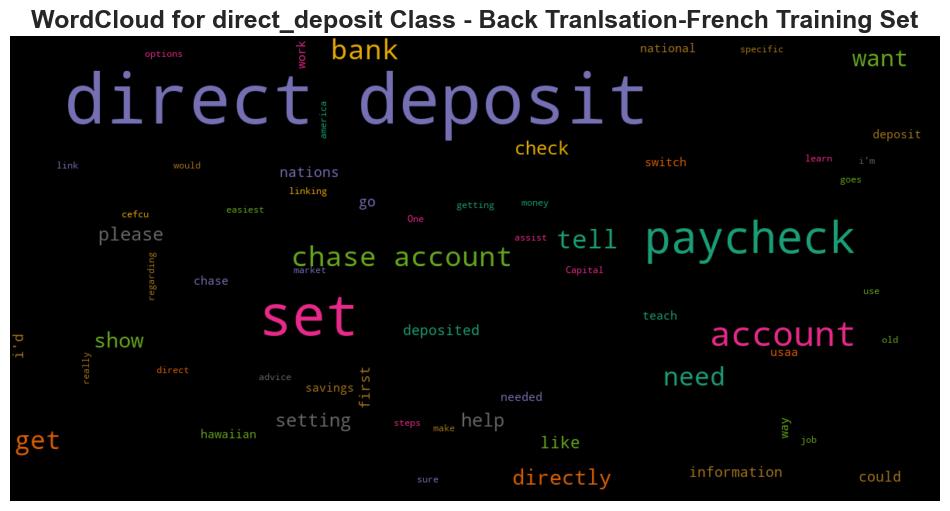 WordCloud for direct_deposit Class - Back Tranlsation-French Training Set
options
work
bank
national
specific
want
direct deposit
america
check
deposit
link
would
nations
switch
learn
i'm
linking
go
goes
cefcu
easiest
One
getting
money
please
regarding
chase account
assist
tell
paycheck
chase
market
Capital
set
use
i'd
show
deposited
teach
account
old
really
direct
advice
savings
first
usaa
need
needed
setting
help
steps
make
way
get
hawaiian
like
job
sure
directly
information
could